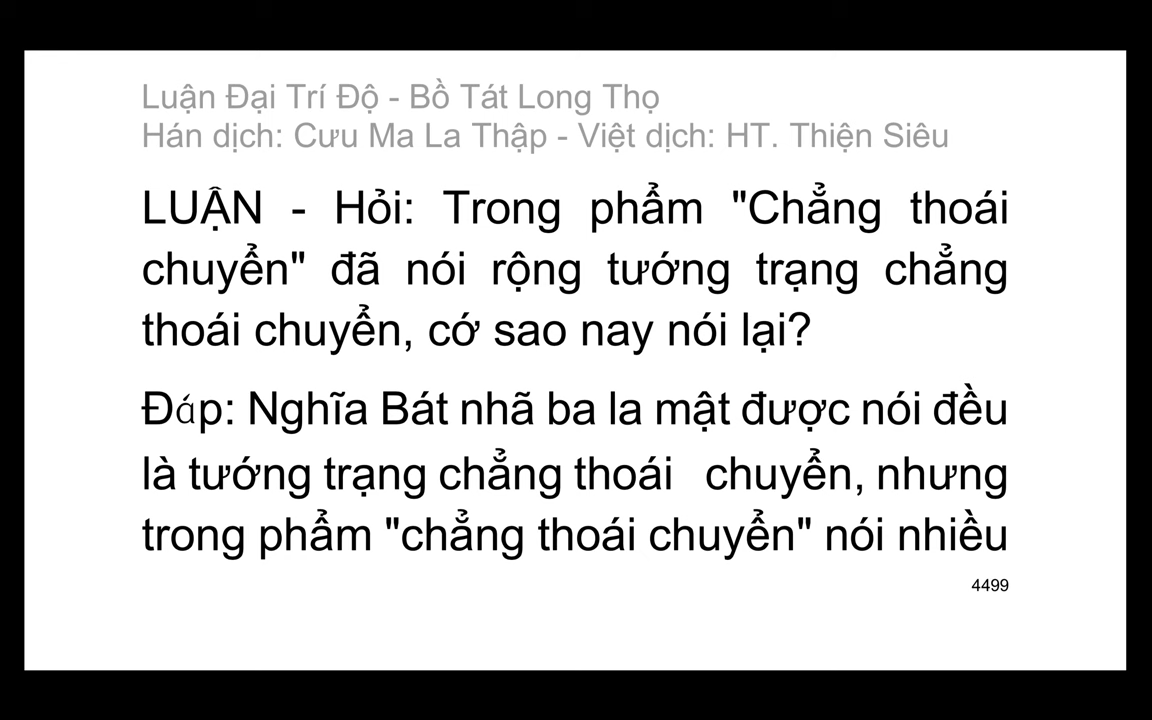 Luận Đại Trí Độ - Bồ Tát Long Thọ
Hán dịch: Cưu Ma La Thập - Việt dịch: HT. Thiện Siêu
LUẬN - Hỏi: Trong phẩm "Chẳng thoái
chuyển" đã nói rộng tướng trạng chẳng
thoái chuyển, cớ sao nay nói lại?
Đáp: Nghĩa Bát nhã ba la mật được nói đều
là tướng trạng chẳng thoái chuyển, nhưng
trong phẩm "chẳng thoái chuyển" nói nhiều
4499